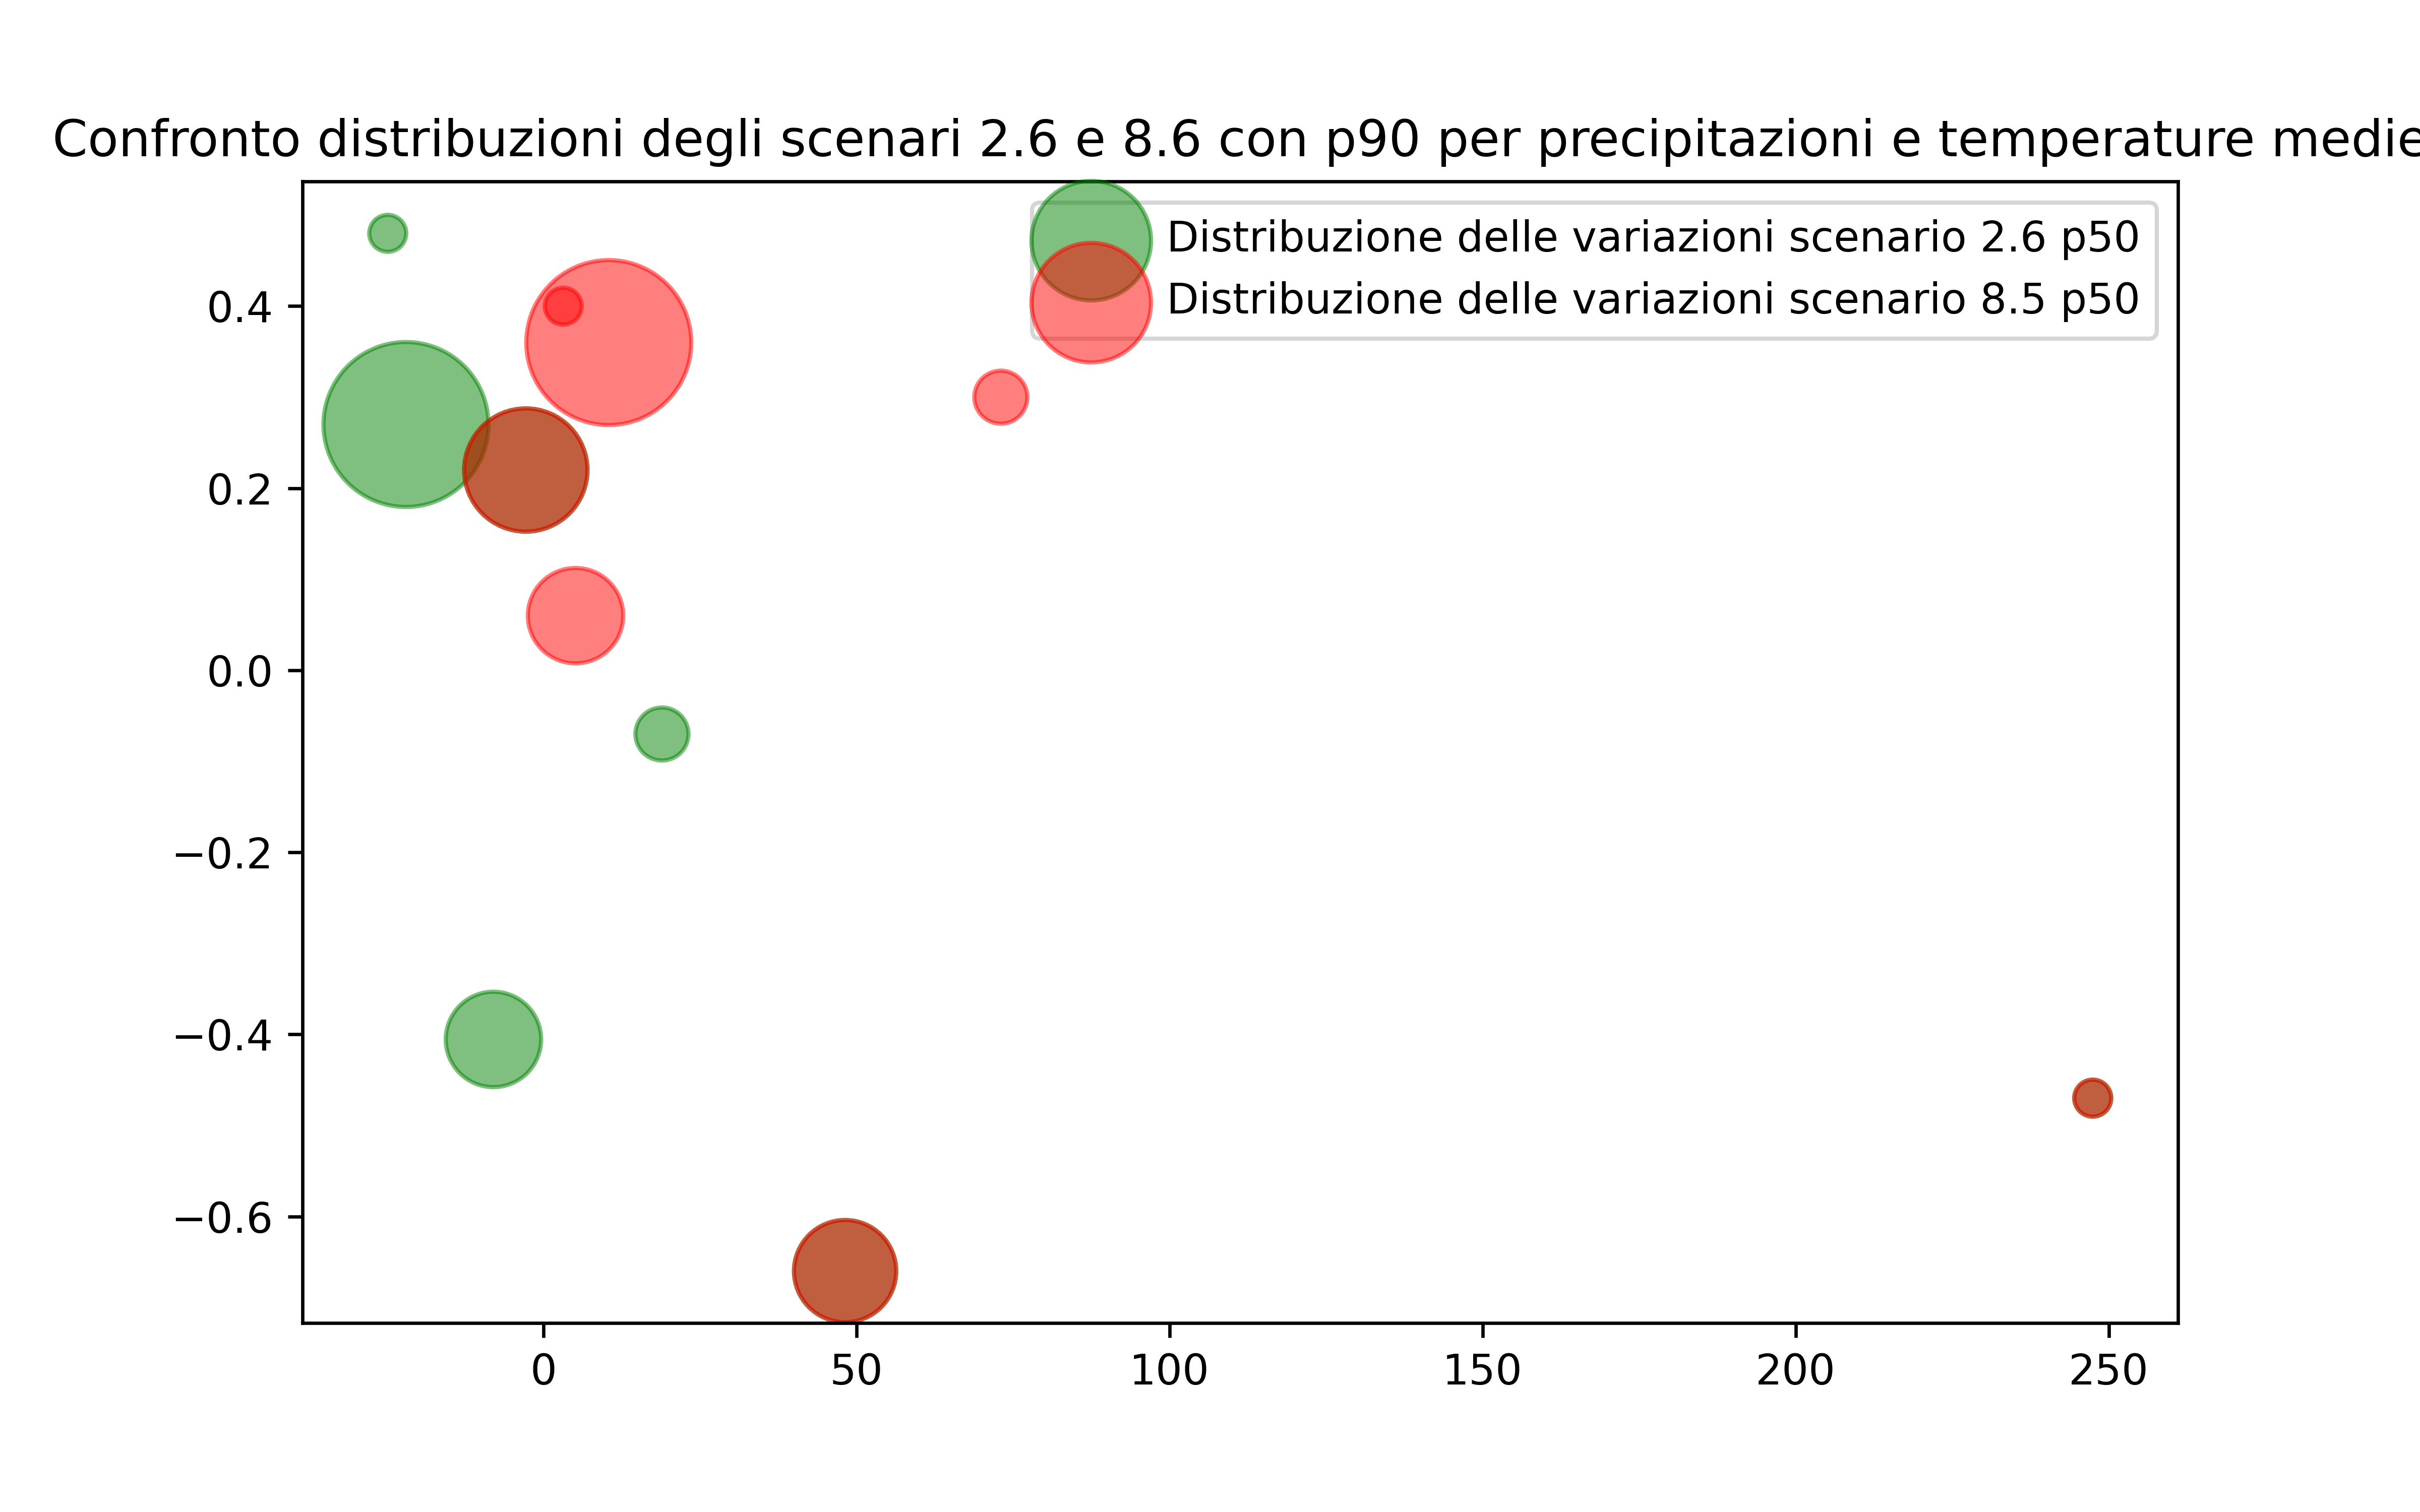 Confronto distribuzioni degli scenari 2.6 e 8.6 con p90 per precipitazioni e temperature medie
Distribuzione delle variazioni scenario 2.6 p50
Distribuzione delle variazioni scenario 8.5 p50
0.4
0.2
0.0
−0.2
−0.4
−0.6
0 50 100 150 200 250